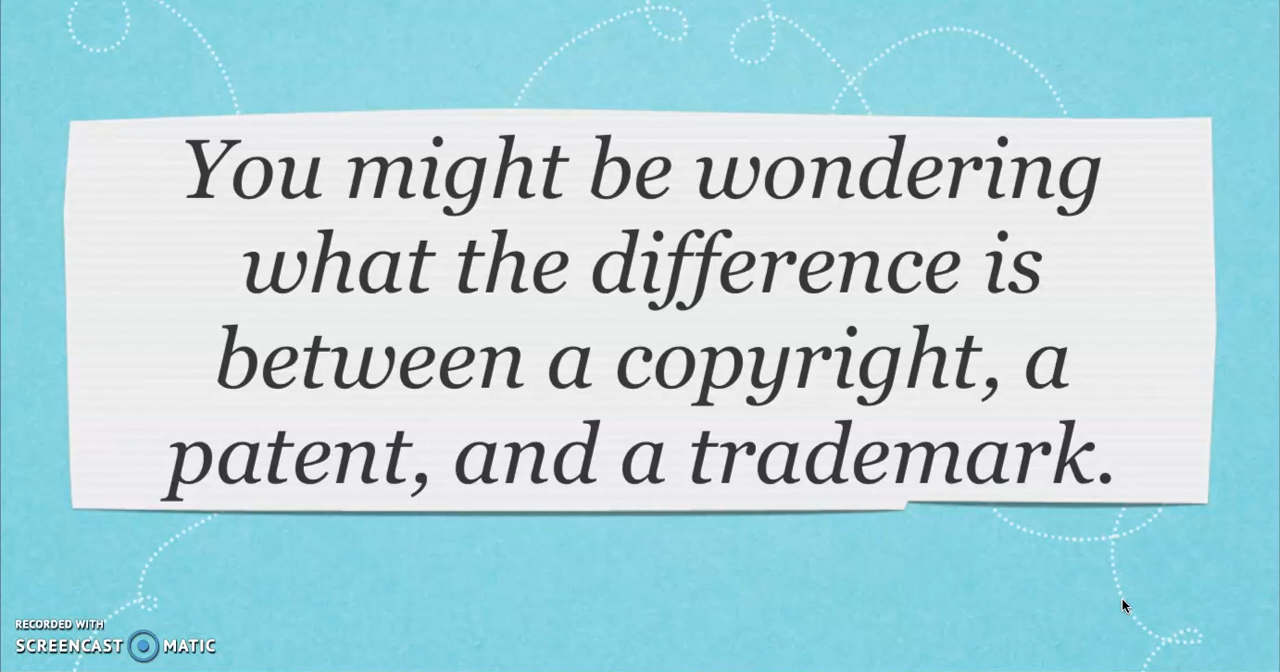 You might be wondering
what the difference is
between a copyright, a
patent, and a trademark.
RECORDED WITH
SCREENCAST MATIC